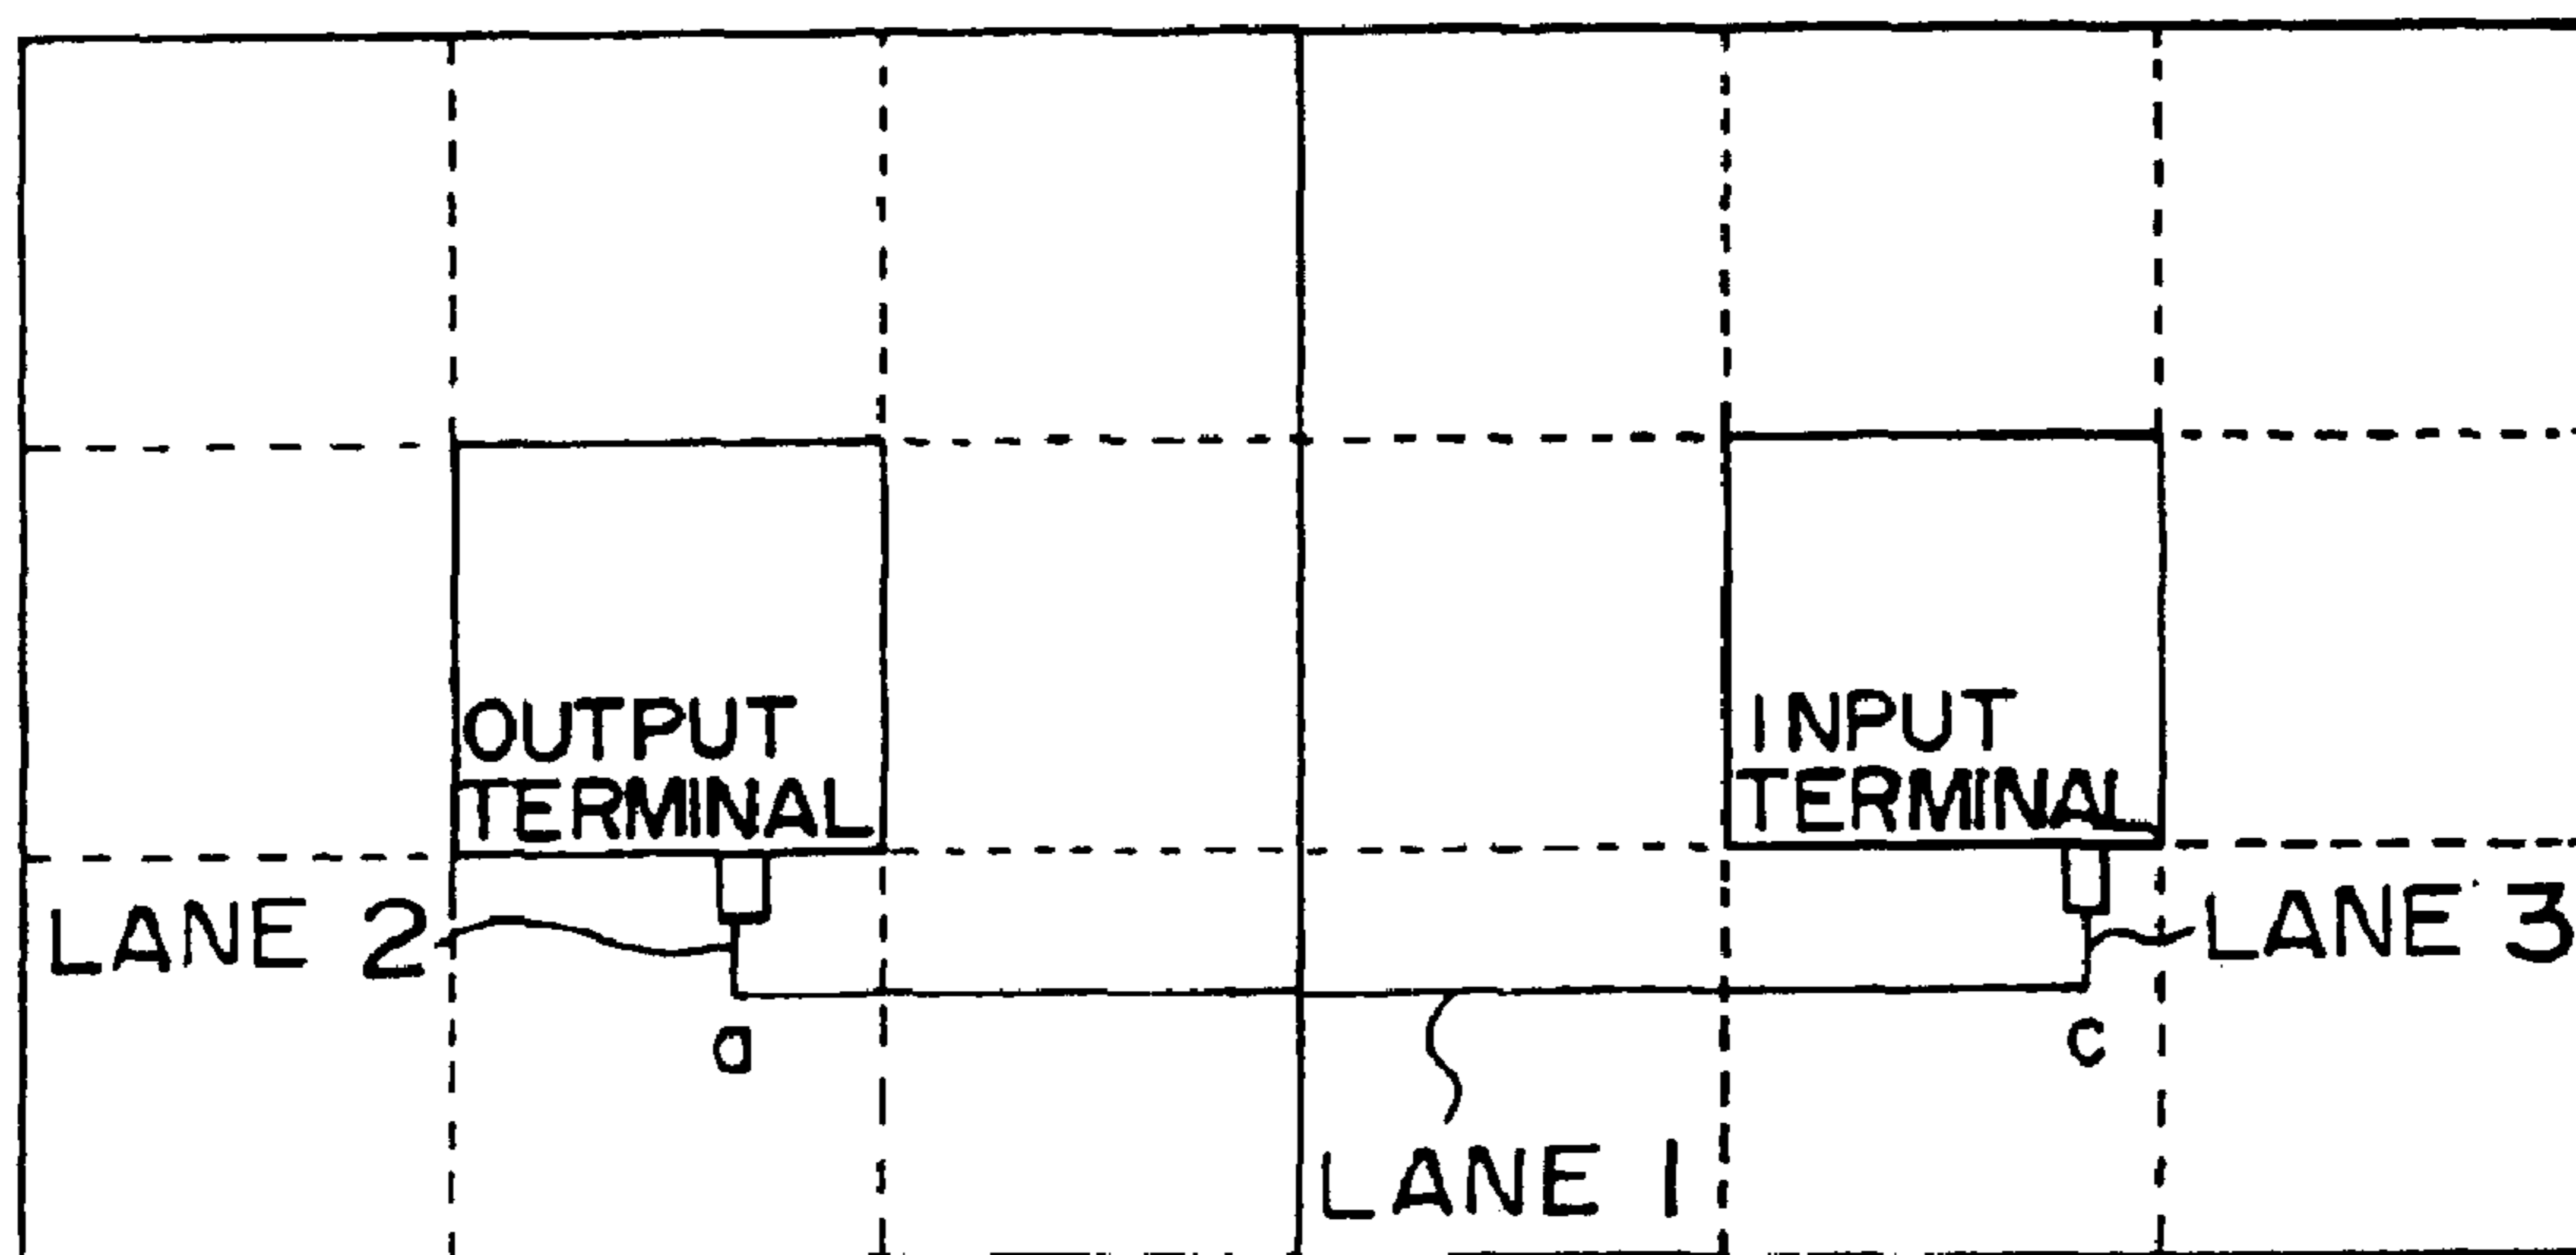 OUTPUT
TERMINAL
INPUT
TERMINAL
LANE 2
LANE 3
a
c
LANE 1